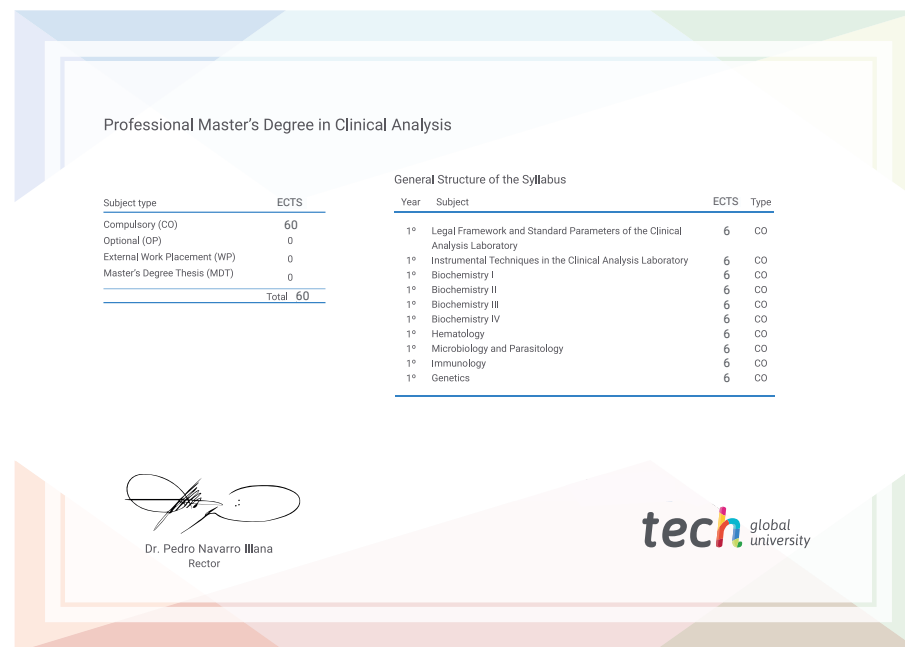 Professional Master's Degree in Clinical Analysis
General Structure of the Syllabus
Subject type ECTS
Compulsory (CO) 60
Optional (OP) 0
External Work Placement (WP) 0
Master's Degree Thesis (MDT) 0
Total 60
Year Subject ECTS Type
1º Legal Framework and Standard Parameters of the Clinical 6 CO
Analysis Laboratory
1º Instrumental Techniques in the Clinical Analysis Laboratory 6 CO
1º Biochemistry I 6 CO
1º Biochemistry II 6 CO
1º Biochemistry III 6 CO
1º Biochemistry IV 6 CO
1º Hematology 6 CO
1º Microbiology and Parasitology 6 CO
1º Immunology 6 CO
1º Genetics 6 CO
Dr. Pedro Navarro Illana
Rector
tech global
university